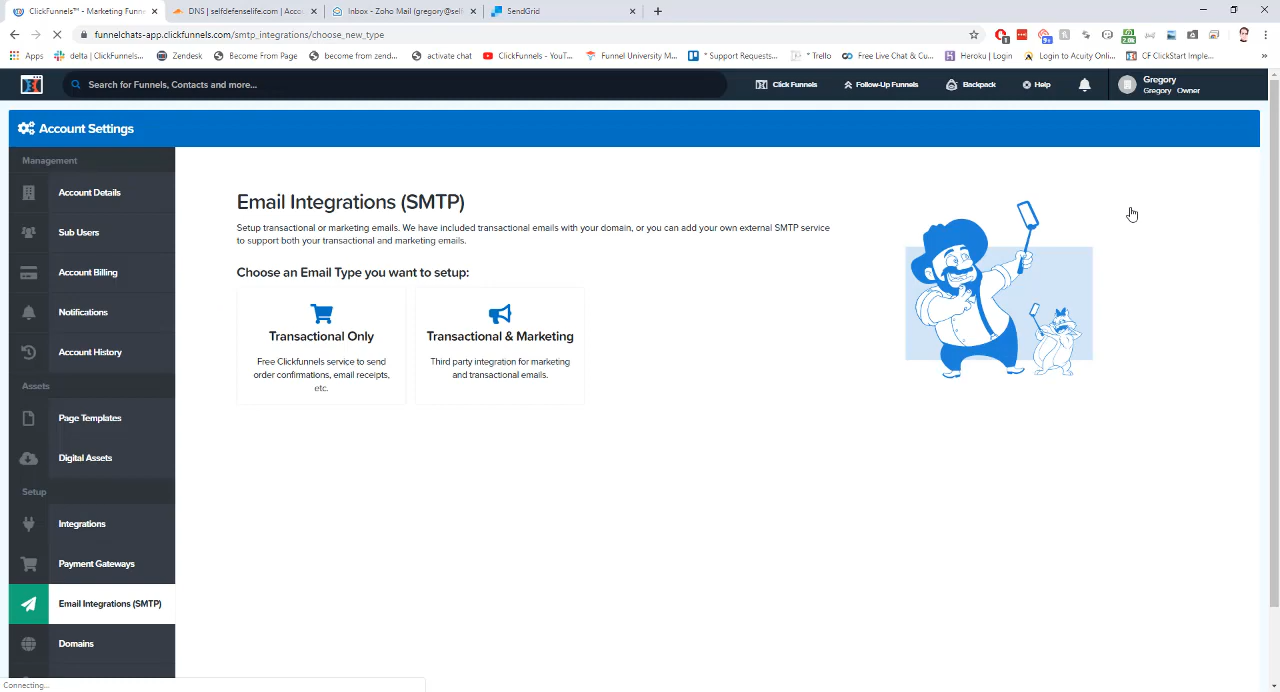 ClickFunnels™ - Marketing Funne
DNS | selfdefenselife.com | Acco
Inbox - Zoho Mail (gregory@self
SendGrid
funnelchats-app.clickfunnels.com/smtp_integrations/choose_new_type
Apps
delta | ClickFunnels...
Zendesk
Become From Page
become from zend...
activate chat
ClickFunnels - YouT...
Funnel University M...
* Support Requests...
* Trello
Free Live Chat & Cu...
Heroku | Login
Login to Acuity Onli...
CF ClickStart Imple...
»
Search for Funnels, Contacts and more...
Click Funnels
Follow-Up Funnels
Backpack
Help
Gregory
Gregory Owner
Account Settings
Management
Account Details
Sub Users
Account Billing
Notifications
Account History
Assets
Page Templates
Digital Assets
Setup
Integrations
Payment Gateways
Email Integrations (SMTP)
Domains
Email Integrations (SMTP)
Setup transactional or marketing emails. We have included transactional emails with your domain, or you can add your own external SMTP service
to support both your transactional and marketing emails.
Choose an Email Type you want to setup:
Transactional Only
Free Clickfunnels service to send
order confirmations, email receipts,
etc.
Transactional & Marketing
Third party integration for marketing
and transactional emails.
Connecting...